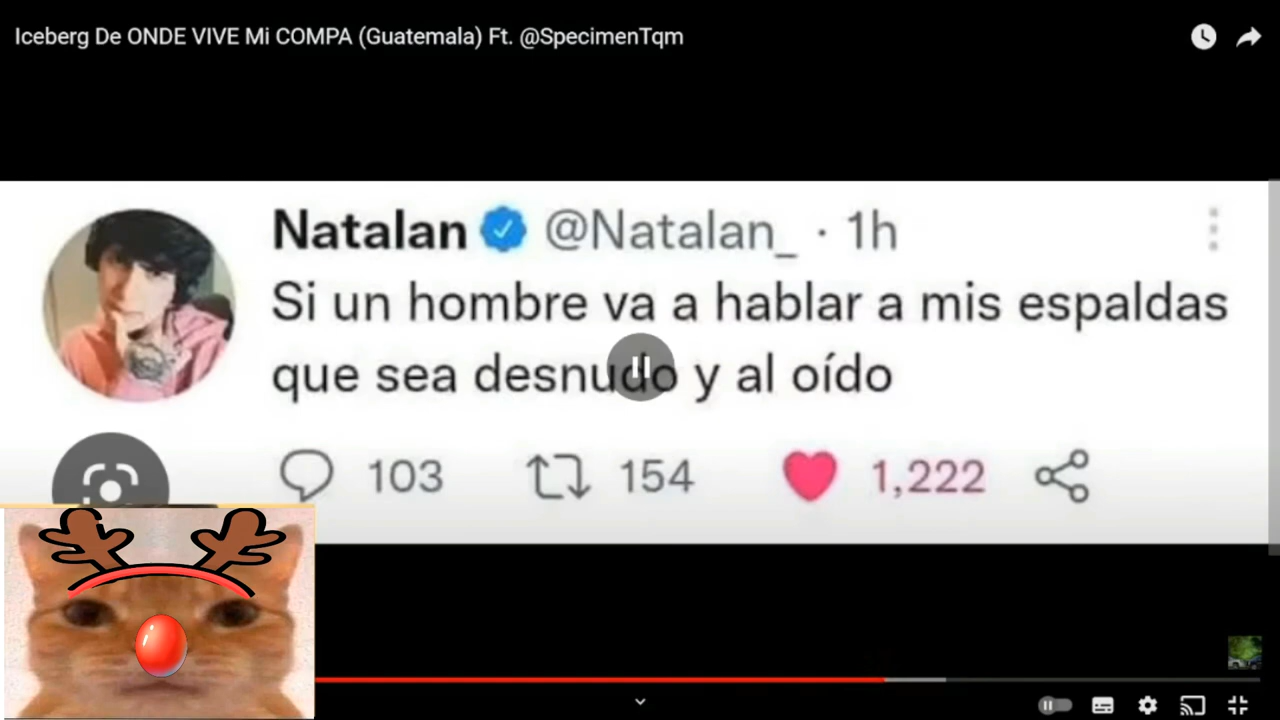 Iceberg De ONDE VIVE Mi COMPA (Guatemala) Ft. @SpecimenTqm
Natalan @Natalan_ · 1h
Si un hombre va a hablar a mis espaldas
que sea desnudo y al oído
103 154 1,222